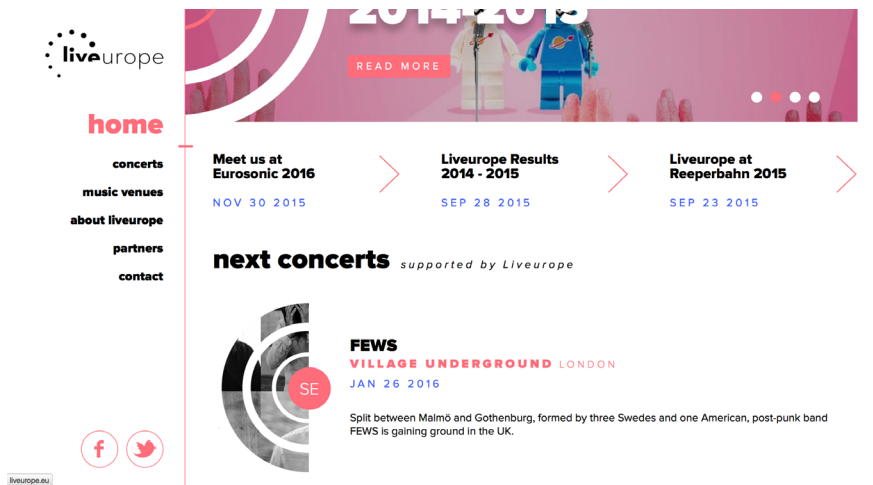 liveurope
home
concerts
music venues
about liveurope
partners
contact
2014-2015
READ MORE
Meet us at
Eurosonic 2016
NOV 30 2015
Liveurope Results
2014 - 2015
SEP 28 2015
Liveurope at
Reeperbahn 2015
SEP 23 2015
next concerts supported by Liveurope
SE
FEWS
VILLAGE UNDERGROUND LONDON
JAN 26 2016
Split between Malmö and Gothenburg, formed by three Swedes and one American, post-punk band
FEWS is gaining ground in the UK.
liveurope.eu